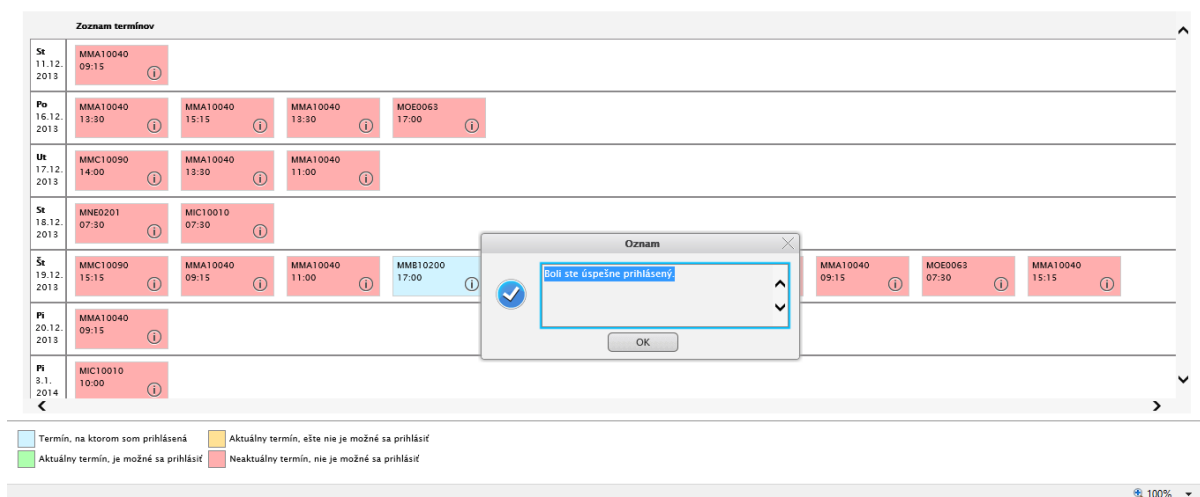 Zoznam termínov
St
11.12.
2013
MMA10040
09:15
Po
16.12.
2013
MMA10040
13:30
MMA10040
15:15
MMA10040
13:30
MOE0063
17:00
Ut
17.12.
2013
MMC10090
14:00
MMA10040
13:30
MMA10040
11:00
St
18.12.
2013
MNE0201
07:30
MIC10010
07:30
Št
19.12.
2013
MMC10090
15:15
MMA10040
09:15
MMA10040
11:00
MMB10200
17:00
MMA10040
09:15
MOE0063
07:30
MMA10040
15:15
Oznam
Boli ste úspešne prihlásený.
OK
Pi
20.12.
2013
MMA10040
09:15
Pi
3.1.
2014
MIC10010
10:00
Termín, na ktorom som prihlásená
Aktuálny termín, ešte nie je možné sa prihlásiť
Aktuálny termín, je možné sa prihlásiť
Neaktuálny termín, nie je možné sa prihlásiť
100%